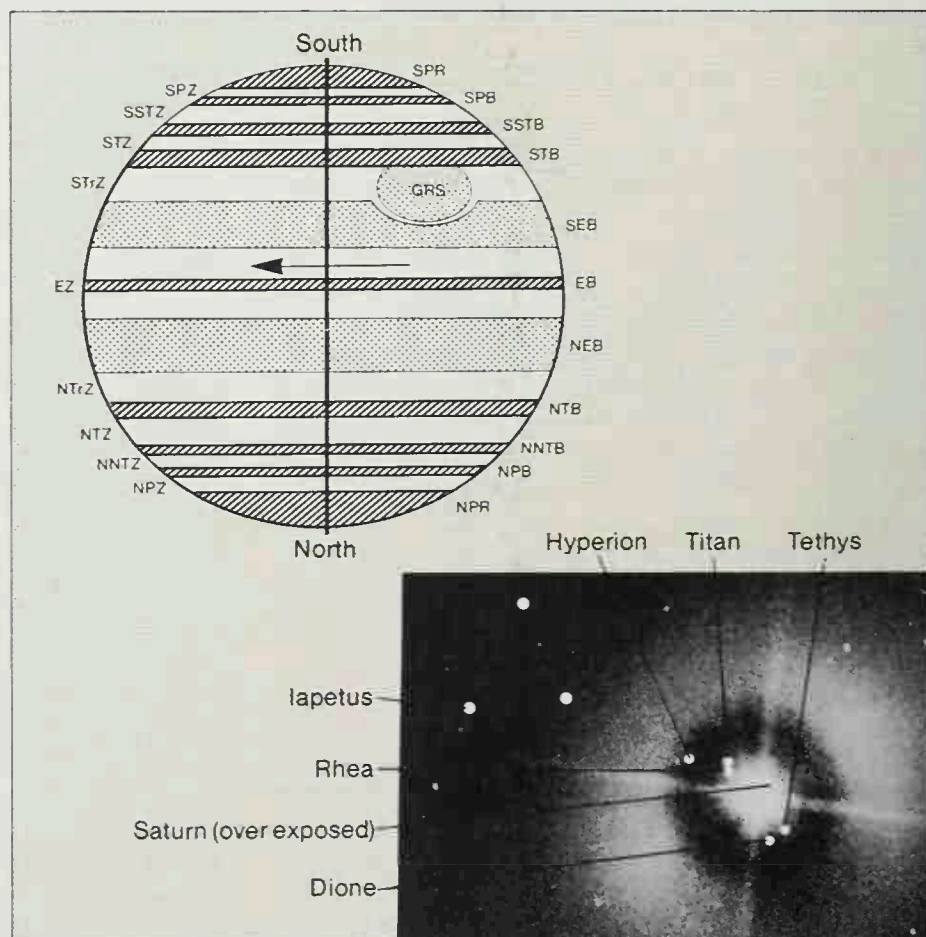 South
SPR
SPZ
SPB
SSTZ
SSTB
STZ
STB
STrZ
GRS
SEB
EZ
EB
NEB
NTrZ
NTB
NTZ
NNTB
NNTZ
NPB
NPZ
NPR
North
Hyperion Titan Tethys
Iapetus
Rhea
Saturn (over exposed)
Dione